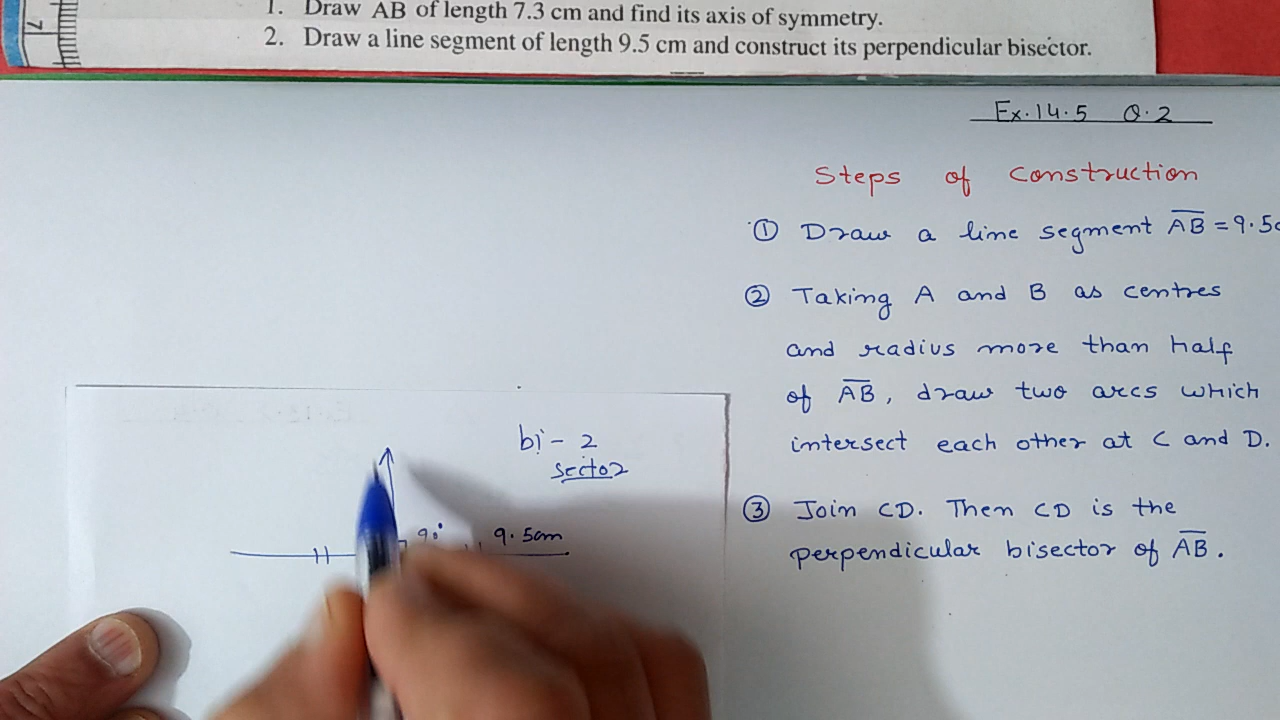 1. Draw AB of length 7.3 cm and find its axis of symmetry.
2. Draw a line segment of length 9.5 cm and construct its perpendicular bisector.
7
Ex.14.5 Q.2
Steps of construction
① Draw a line segment AB = 9.5c
② Taking A and B as centres
and radius more than half
of AB, draw two arcs which
intersect each other at C and D.
③ Join CD. Then CD is the
perpendicular bisector of AB.
bi - 2
sector
90° 9.5cm